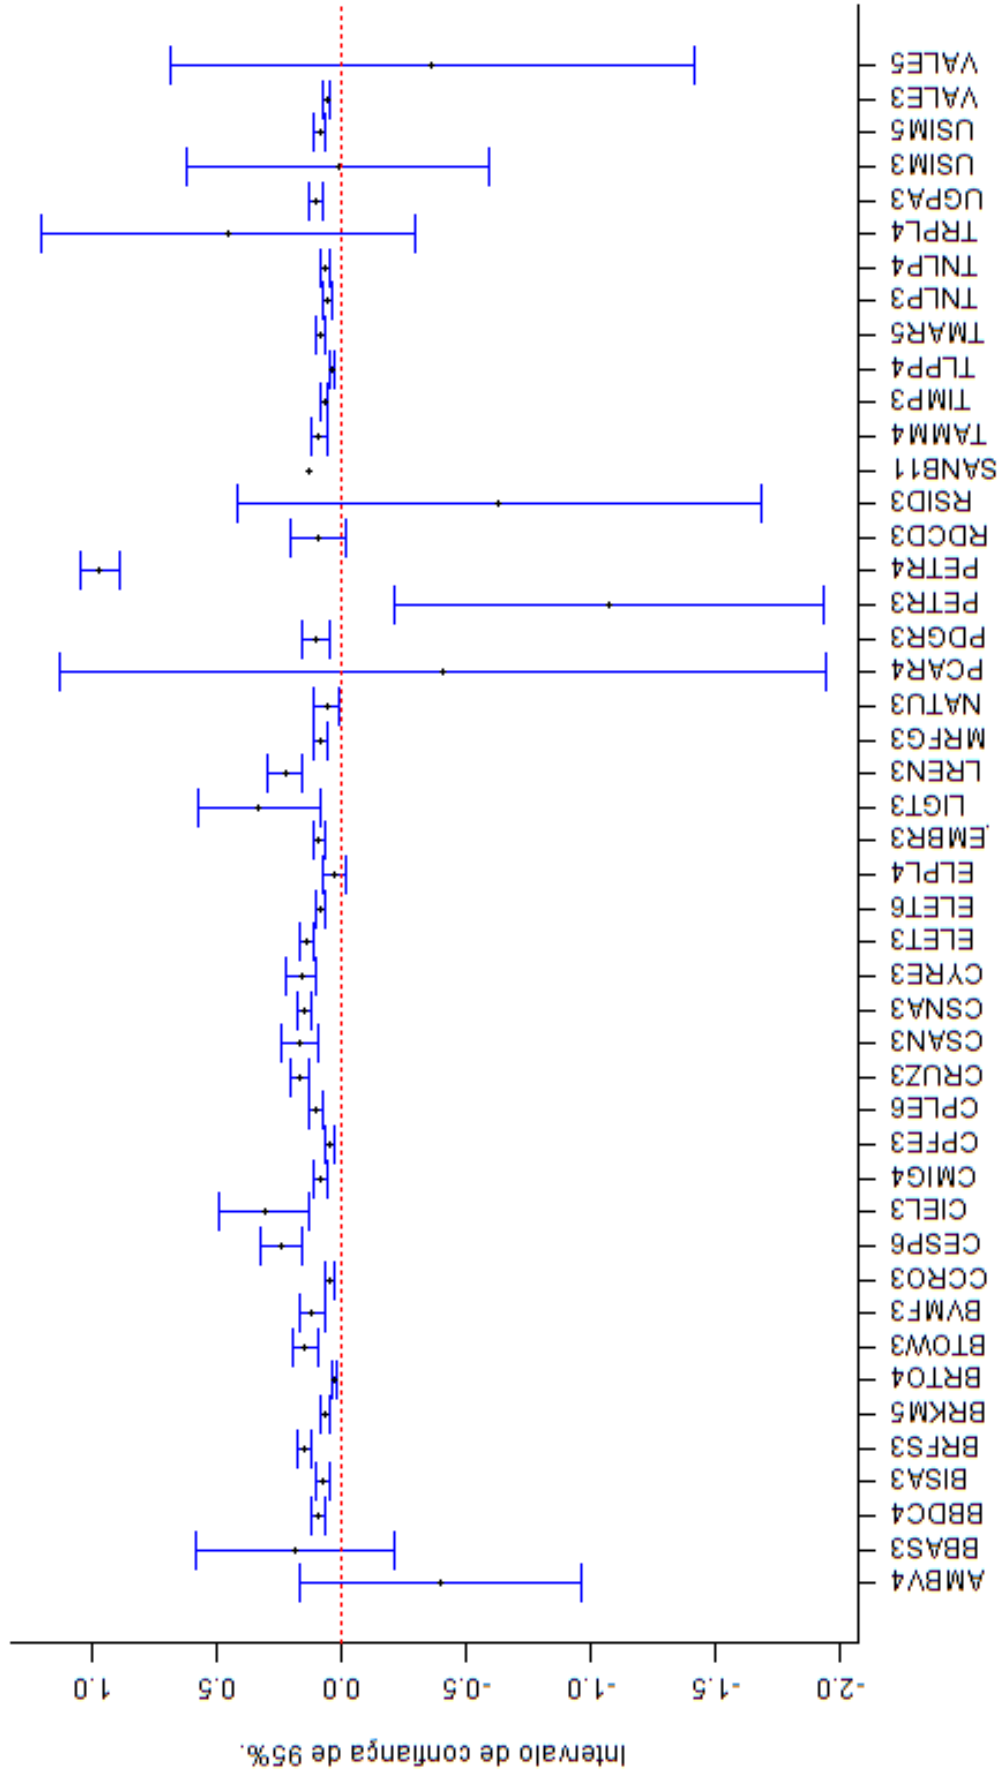 VALE5
VALE3
USIM5
USIM3
UGPA3
TRPL4
TNLP4
TNLP3
TMAR5
TLPP4
TIMP3
TAMM4
SANB11
RSID3
RDCD3
PETR4
PETR3
PDGR3
PCAR4
NATU3
MRFG3
LREN3
LIGT3
EMBR3
ELPL4
ELET6
ELET3
CYRE3
CSNA3
CSAN3
CRUZ3
CPLE6
CPFE3
CMIG4
CIEL3
CESP6
CCRO3
BVMF3
BTOW3
BRTO4
BRKM5
BRFS3
BISA3
BBDC4
BBAS3
AMBV4
1.0
0.5
0.0
-0.5
-1.0
-1.5
-2.0
Intervalo de confiança de 95%.